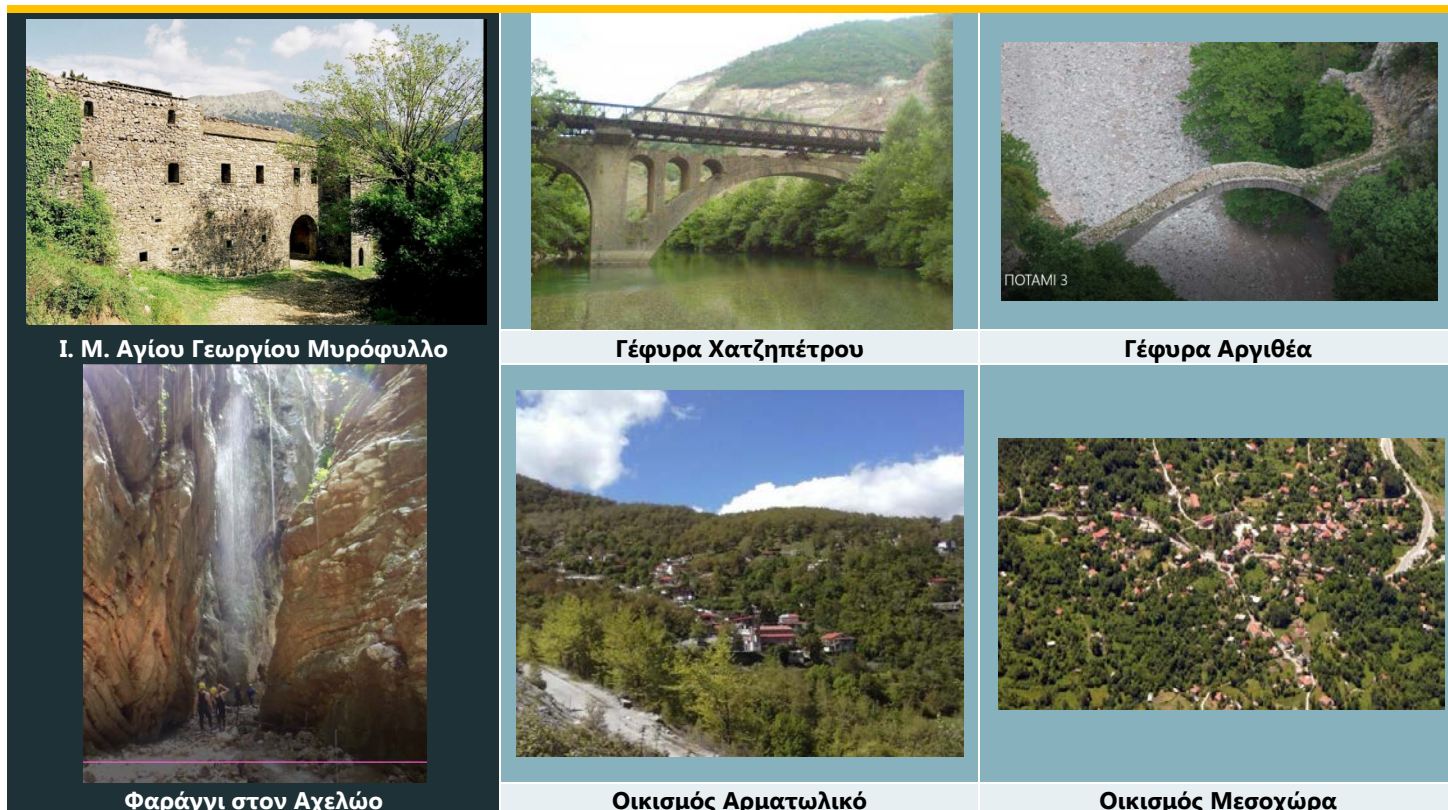 ΠΟΤΑΜΙ 3
Ι. Μ. Αγίου Γεωργίου Μυρόφυλλο
Γέφυρα Χατζηπέτρου
Γέφυρα Αργιθέα
Φαράγγι στον Αχελώο
Οικισμός Αρματωλικό
Οικισμός Μεσοχώρα